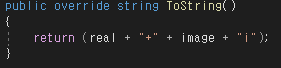 public override string ToString()
{
    return (real + "+" + image + "i");
}